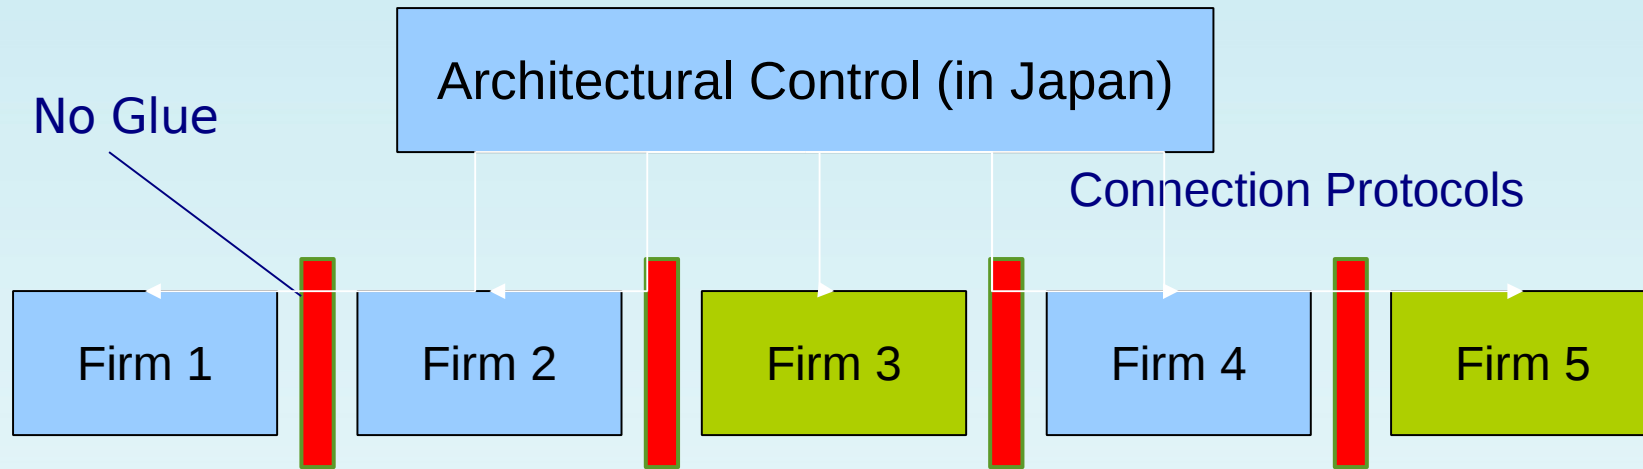 Architectural Control (in Japan)
No Glue
Connection Protocols
Firm 1
Firm 2
Firm 3
Firm 4
Firm 5